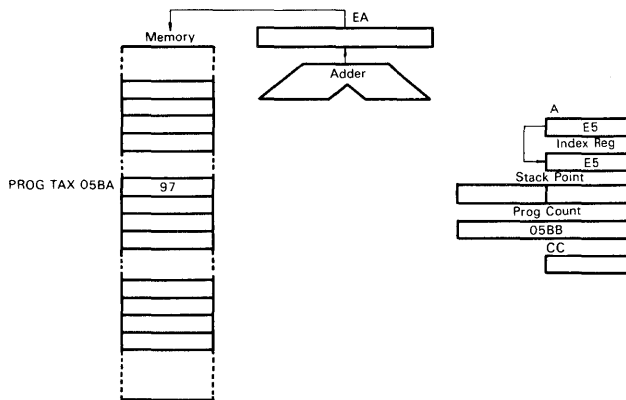 EA
Memory
Adder
A
E5
Index Reg
E5
Stack Point
PROG TAX 05BA 97
Prog Count
05BB
CC